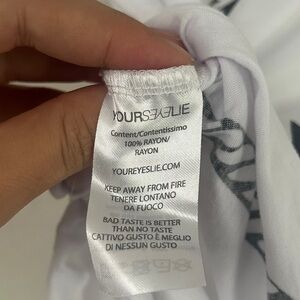 YOUREYESLIE
Content/Contentissimo
100% RAYON/
RAYON
YOUREYESLIE.COM
KEEP AWAY FROM FIRE
TENERE LONTANO
DA FUOCO
BAD TASTE IS BETTER
THAN NO TASTE
CATTIVO GUSTO È MEGLIO
DI NESSUN GUSTO